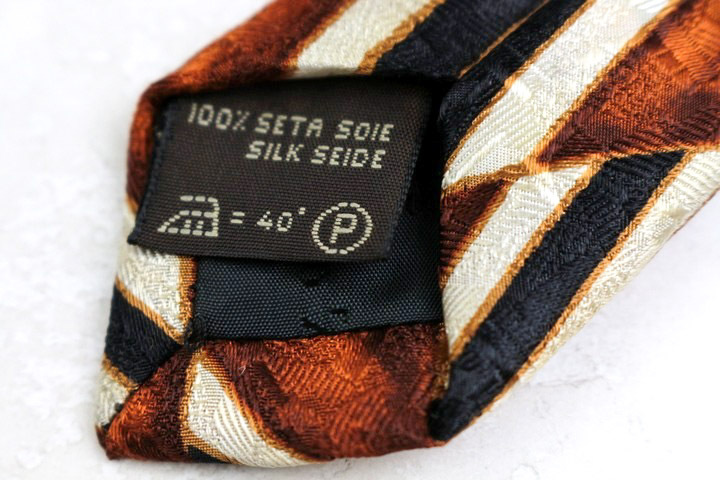 100% SETA SOIE
SILK SEIDE
= 40°
P